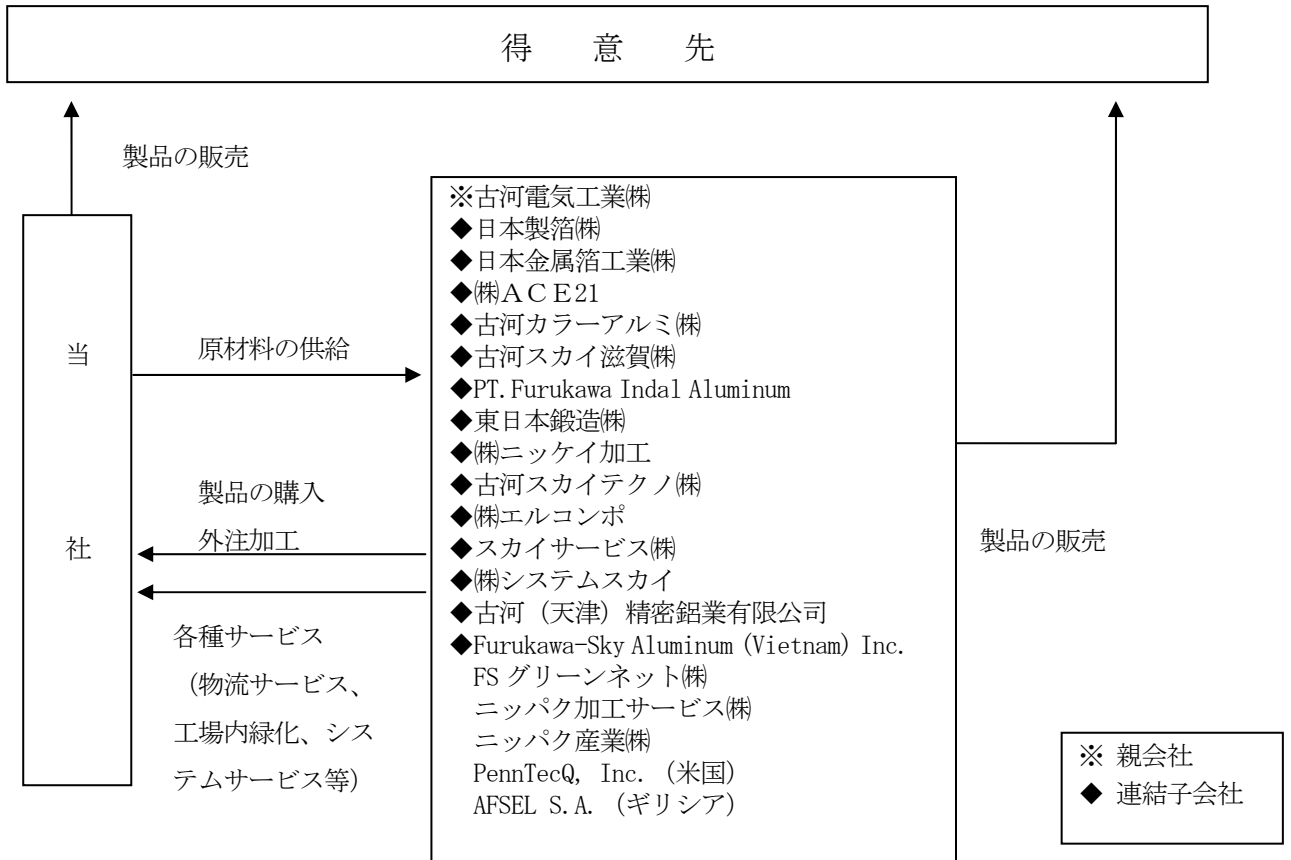 得 意 先
製品の販売
※古河電気工業㈱
◆日本製箔㈱
◆日本金属箔工業㈱
◆㈱ＡＣＥ21
◆古河カラーアルミ㈱
◆古河スカイ滋賀㈱
◆PT.Furukawa Indal Aluminum
◆東日本鍛造㈱
◆㈱ニッケイ加工
◆古河スカイテクノ㈱
◆㈱エルコンポ
◆スカイサービス㈱
◆㈱システムスカイ
◆古河（天津）精密鋁業有限公司
◆Furukawa-Sky Aluminum (Vietnam) Inc.
FS グリーンネット㈱
ニッパク加工サービス㈱
ニッパク産業㈱
PennTecQ, Inc. (米国)
AFSEL S.A. (ギリシア)
当
社
原材料の供給
製品の購入
外注加工
各種サービス
（物流サービス、
工場内緑化、シス
テムサービス等）
製品の販売
※ 親会社
◆ 連結子会社